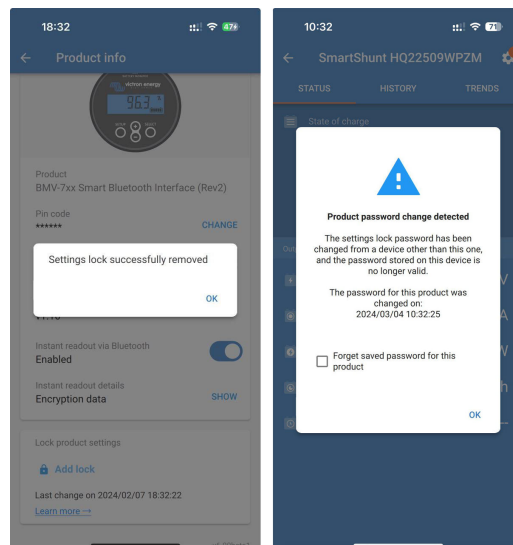 18:32
47
Product info
victron energy
96.3
Product
BMV-7xx Smart Bluetooth Interface (Rev2)
Pin code
******
CHANGE
Settings lock successfully removed
OK
Instant readout via Bluetooth
Enabled
Instant readout details
Encryption data
SHOW
Lock product settings
Add lock
Last change on 2024/02/07 18:32:22
Learn more →
10:32
71
SmartShunt HQ22509WPZM
STATUS
HISTORY
TRENDS
State of charge
Product password change detected
The settings lock password has been
changed from a device other than this one,
and the password stored on this device is
no longer valid.
The password for this product was
changed on:
2024/03/04 10:32:25
Forget saved password for this
product
OK
V
A
W
h
--